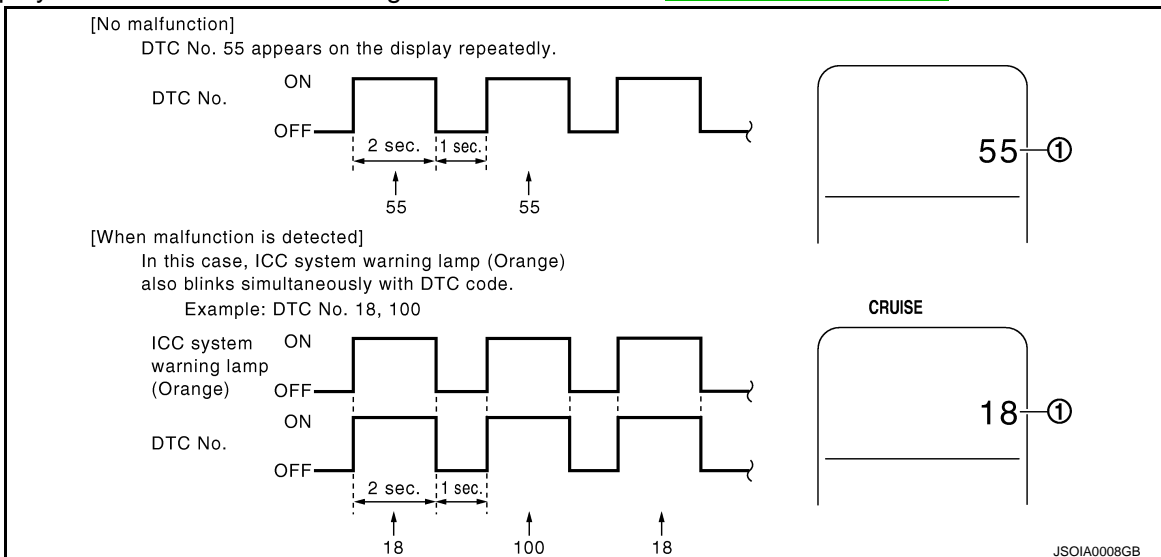 [No malfunction]
DTC No. 55 appears on the display repeatedly.
DTC No.
ON
OFF
2 sec.
1 sec.
55
55
55
1
[When malfunction is detected]
In this case, ICC system warning lamp (Orange)
also blinks simultaneously with DTC code.
Example: DTC No. 18, 100
ICC system
warning lamp
(Orange)
ON
OFF
DTC No.
ON
OFF
2 sec.
1 sec.
18
100
18
CRUISE
18
1
JSOIA0008GB